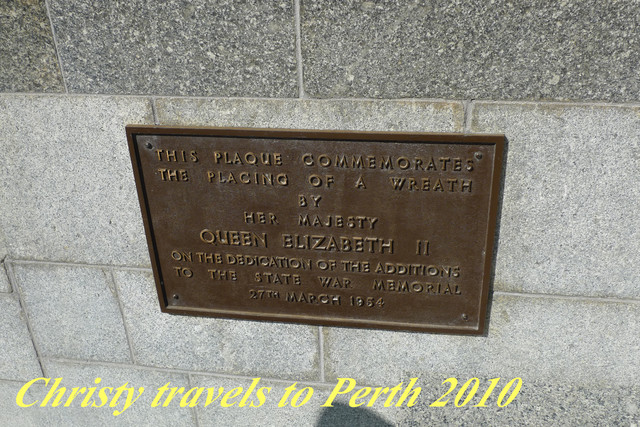 THIS PLAQUE COMMEMORATES
THE PLACING OF A WREATH
BY
HER MAJESTY
QUEEN ELIZABETH II
ON THE DEDICATION OF THE ADDITIONS
TO THE STATE WAR MEMORIAL
27TH MARCH 1954
Christy travels to Perth 2010